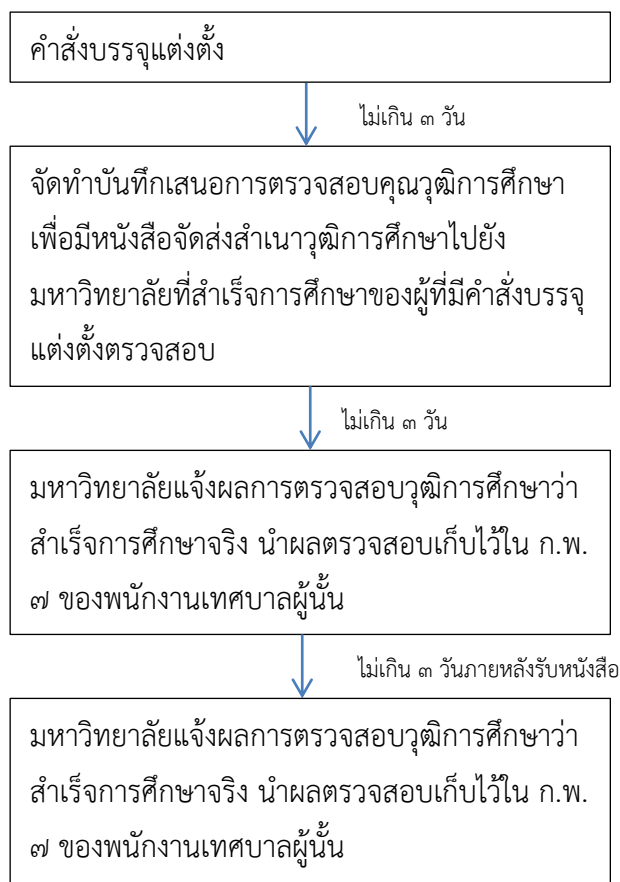 คำสั่งบรรจุแต่งตั้ง
ไม่เกิน ๓ วัน
จัดทำบันทึกเสนอการตรวจสอบคุณวุฒิการศึกษา
เพื่อมีหนังสือจัดส่งสำเนาวุฒิการศึกษาไปยัง
มหาวิทยาลัยที่สำเร็จการศึกษาของผู้ที่มีคำสั่งบรรจุ
แต่งตั้งตรวจสอบ
ไม่เกิน ๓ วัน
มหาวิทยาลัยแจ้งผลการตรวจสอบวุฒิการศึกษาว่า
สำเร็จการศึกษาจริง นำผลตรวจสอบเก็บไว้ใน ก.พ.
๗ ของพนักงานเทศบาลผู้นั้น
ไม่เกิน ๓ วันภายหลังรับหนังสือ
มหาวิทยาลัยแจ้งผลการตรวจสอบวุฒิการศึกษาว่า
สำเร็จการศึกษาจริง นำผลตรวจสอบเก็บไว้ใน ก.พ.
๗ ของพนักงานเทศบาลผู้นั้น